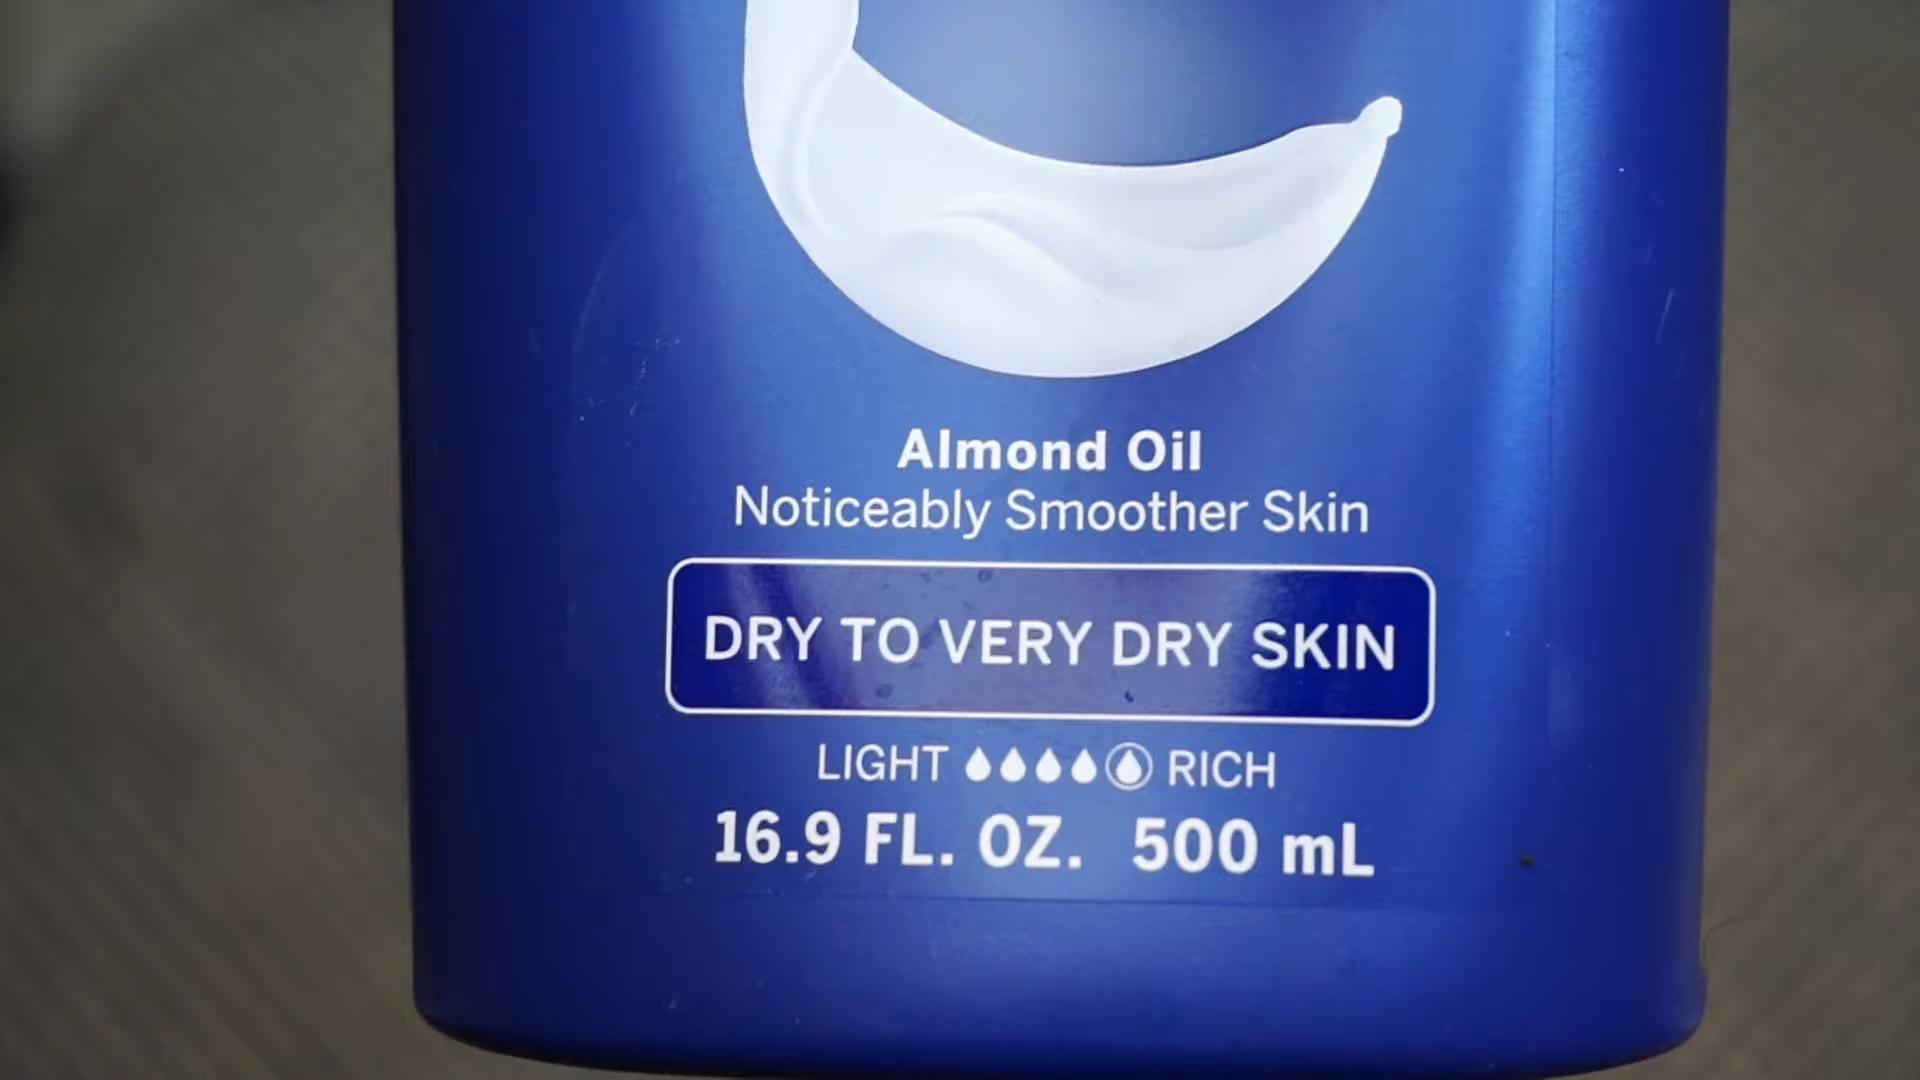 Almond Oil
Noticeably Smoother Skin
DRY TO VERY DRY SKIN
LIGHT RICH
16.9 FL. OZ. 500 mL